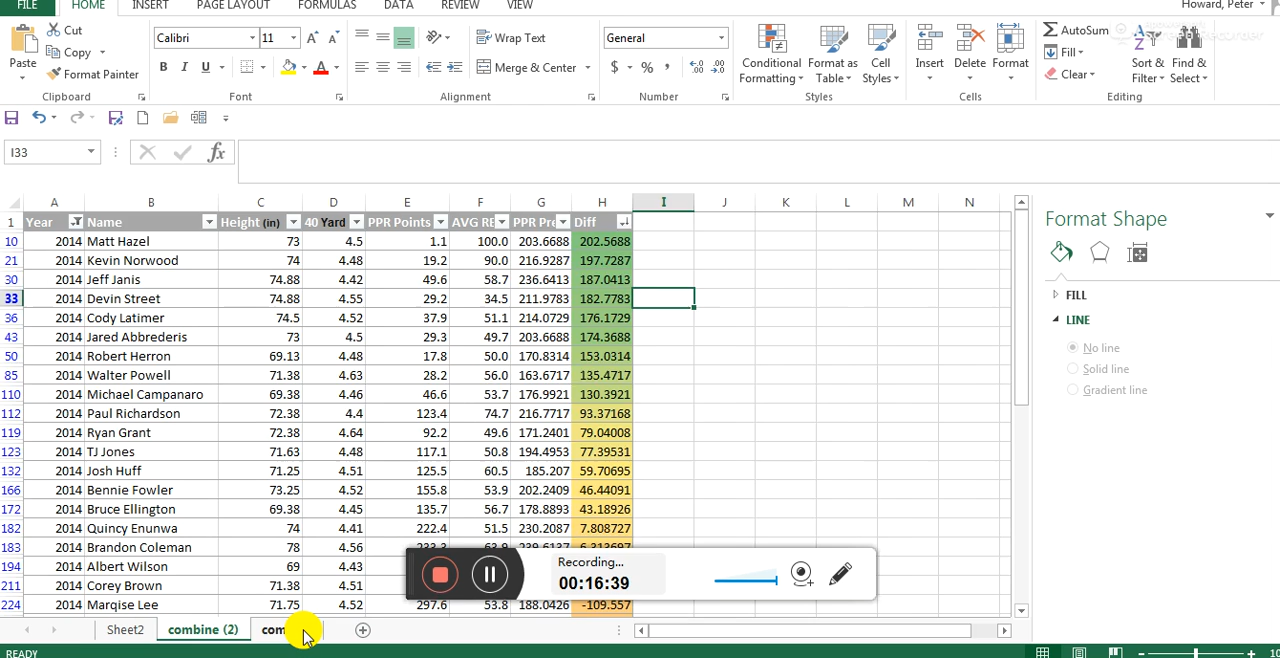 FILE HOME INSERT PAGE LAYOUT FORMULAS DATA REVIEW VIEW Howard, Peter
Cut
Copy
Format Painter
Paste
Clipboard
Calibri 11
B I U
Font
Wrap Text
Merge & Center
Alignment
General
$ % ,
Number
Conditional Formatting
Format as Table
Cell Styles
Styles
Insert Delete Format
Cells
AutoSum
Fill
Clear
Sort & Filter
Find & Select
Editing
I33 fx
A B C D E F G H I J K L M N
1 Year Name Height (in) 40 Yard PPR Points AVG RE PPR Pre Diff
10 2014 Matt Hazel 73 4.5 1.1 100.0 203.6688 202.5688
21 2014 Kevin Norwood 74 4.48 19.2 90.0 216.9287 197.7287
30 2014 Jeff Janis 74.88 4.42 49.6 58.7 236.6413 187.0413
33 2014 Devin Street 74.88 4.55 29.2 34.5 211.9783 182.7783
36 2014 Cody Latimer 74.5 4.52 37.9 51.1 214.0729 176.1729
43 2014 Jared Abbrederis 73 4.5 29.3 49.7 203.6688 174.3688
50 2014 Robert Herron 69.13 4.48 17.8 50.0 170.8314 153.0314
85 2014 Walter Powell 71.38 4.63 28.2 56.0 163.6717 135.4717
110 2014 Michael Campanaro 69.38 4.46 46.6 53.7 176.9921 130.3921
112 2014 Paul Richardson 72.38 4.4 123.4 74.7 216.7717 93.37168
119 2014 Ryan Grant 72.38 4.64 92.2 49.6 171.2401 79.04008
123 2014 TJ Jones 71.63 4.48 117.1 50.8 194.4953 77.39531
132 2014 Josh Huff 71.25 4.51 125.5 60.5 185.207 59.70695
166 2014 Bennie Fowler 73.25 4.52 155.8 53.9 202.2409 46.44091
172 2014 Bruce Ellington 69.38 4.45 135.7 56.7 178.8893 43.18926
182 2014 Quincy Enunwa 74 4.41 222.4 51.5 230.2087 7.808727
183 2014 Brandon Coleman 78 4.56
194 2014 Albert Wilson 69 4.43
211 2014 Corey Brown 71.38 4.51
224 2014 Marqise Lee 71.75 4.52 297.6 53.8 188.0426 -109.557
Recording...
00:16:39
Format Shape
FILL
LINE
No line
Solid line
Gradient line
Sheet2 combine (2) com
READY